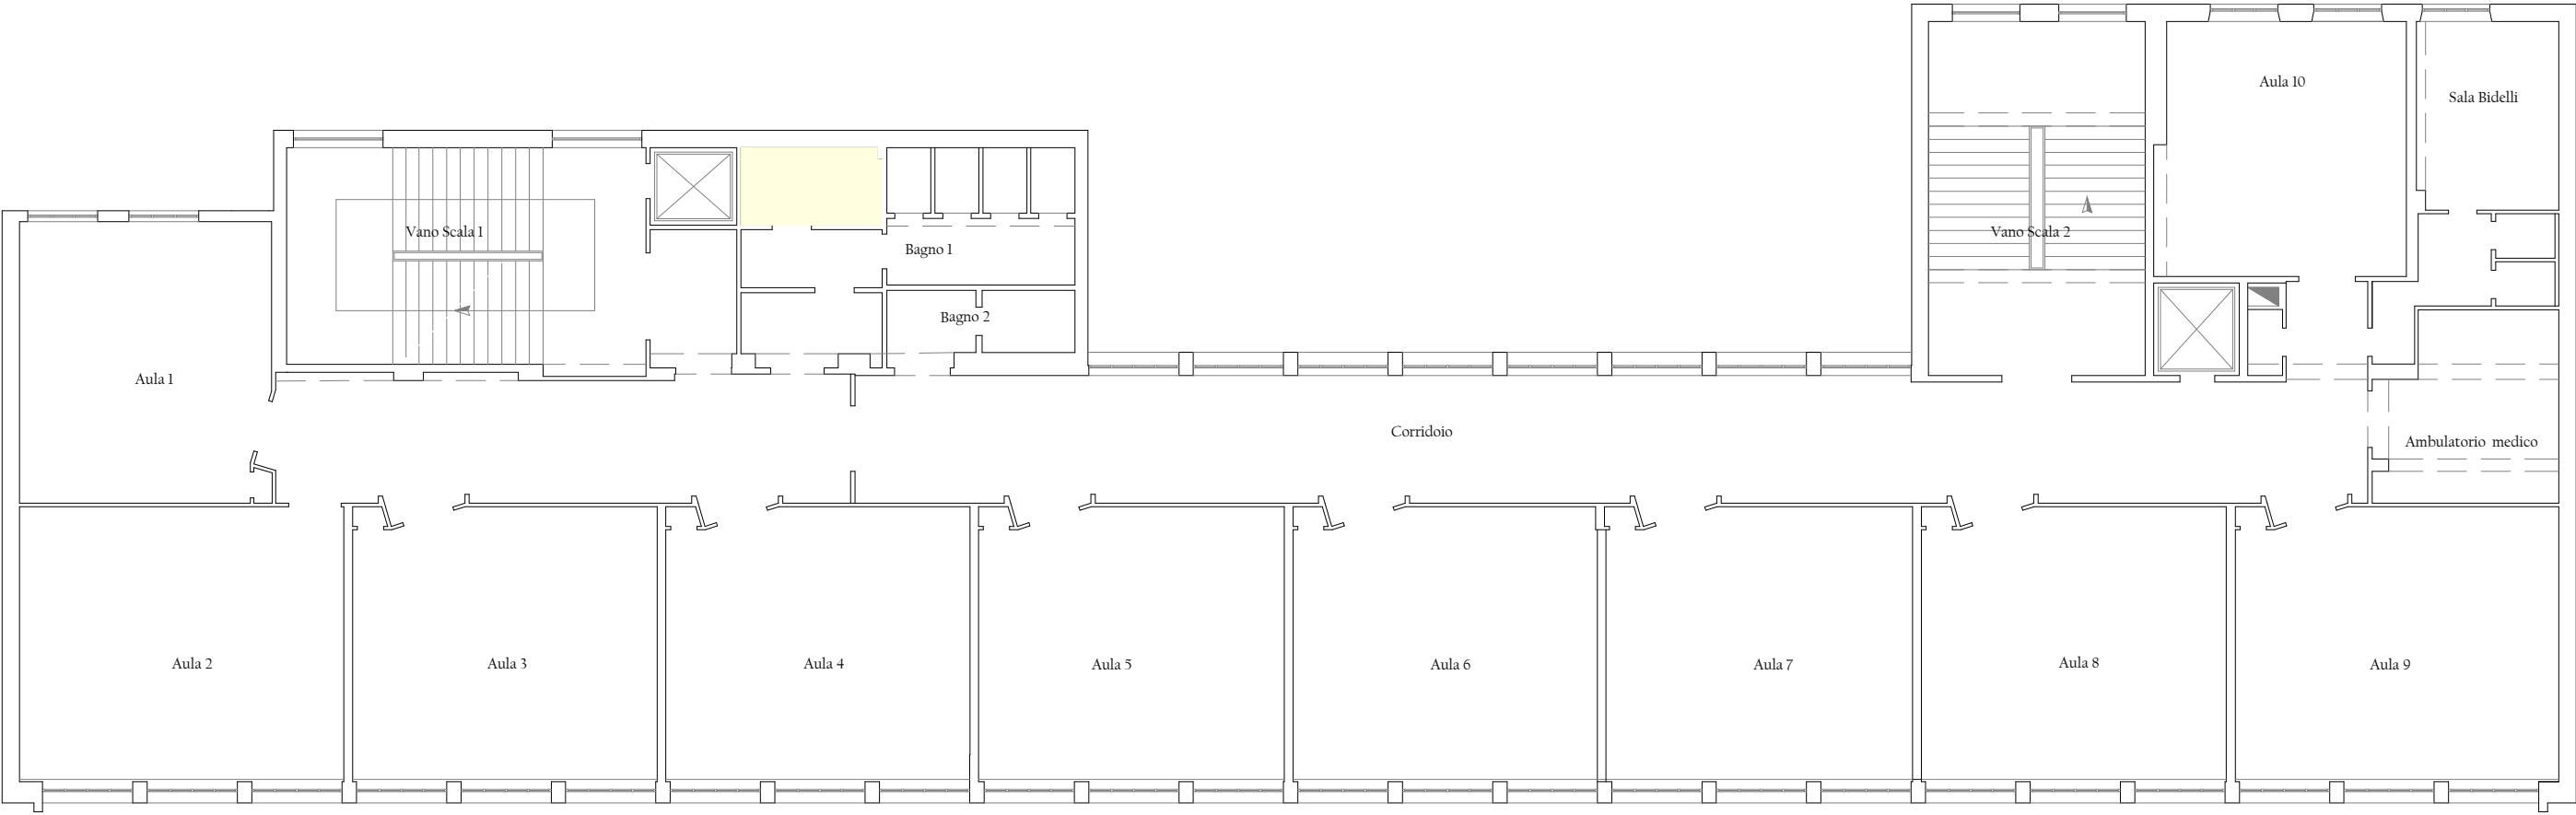 Aula 10
Sala Bidelli
Vano Scala 1
Bagno 1
Vano Scala 2
Bagno 2
Aula 1
Corridoio
Ambulatorio medico
Aula 2
Aula 3
Aula 4
Aula 5
Aula 6
Aula 7
Aula 8
Aula 9